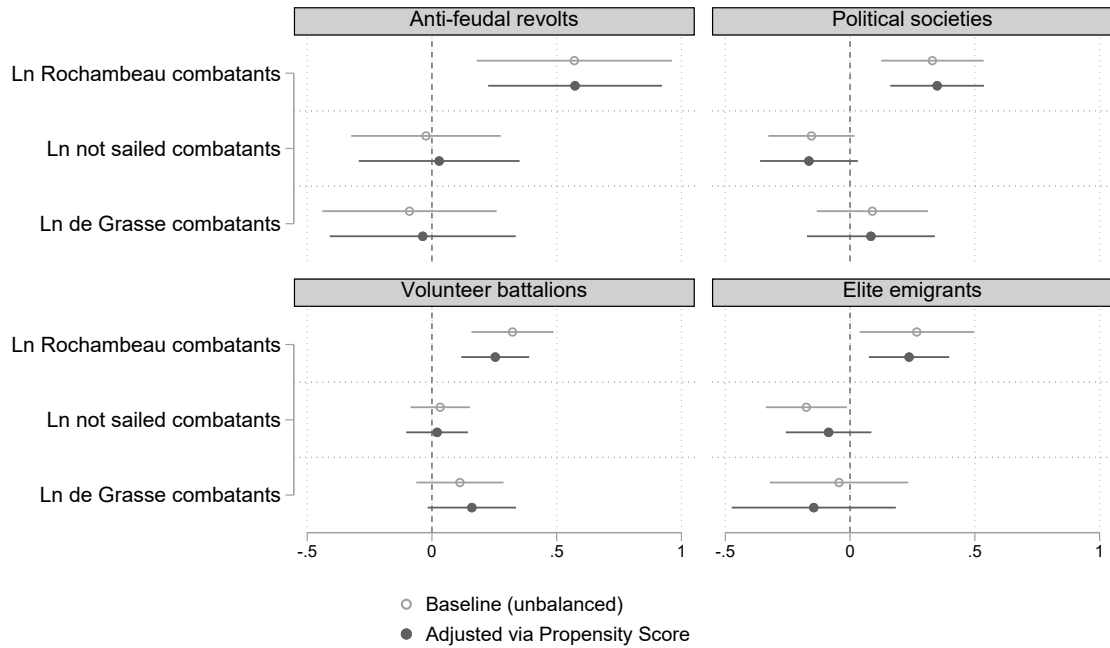 Anti-feudal revolts
Political societies
Ln Rochambeau combatants
Ln not sailed combatants
Ln de Grasse combatants
Volunteer battalions
Elite emigrants
Ln Rochambeau combatants
Ln not sailed combatants
Ln de Grasse combatants
-.5 0 .5 1
-.5 0 .5 1
Baseline (unbalanced)
Adjusted via Propensity Score